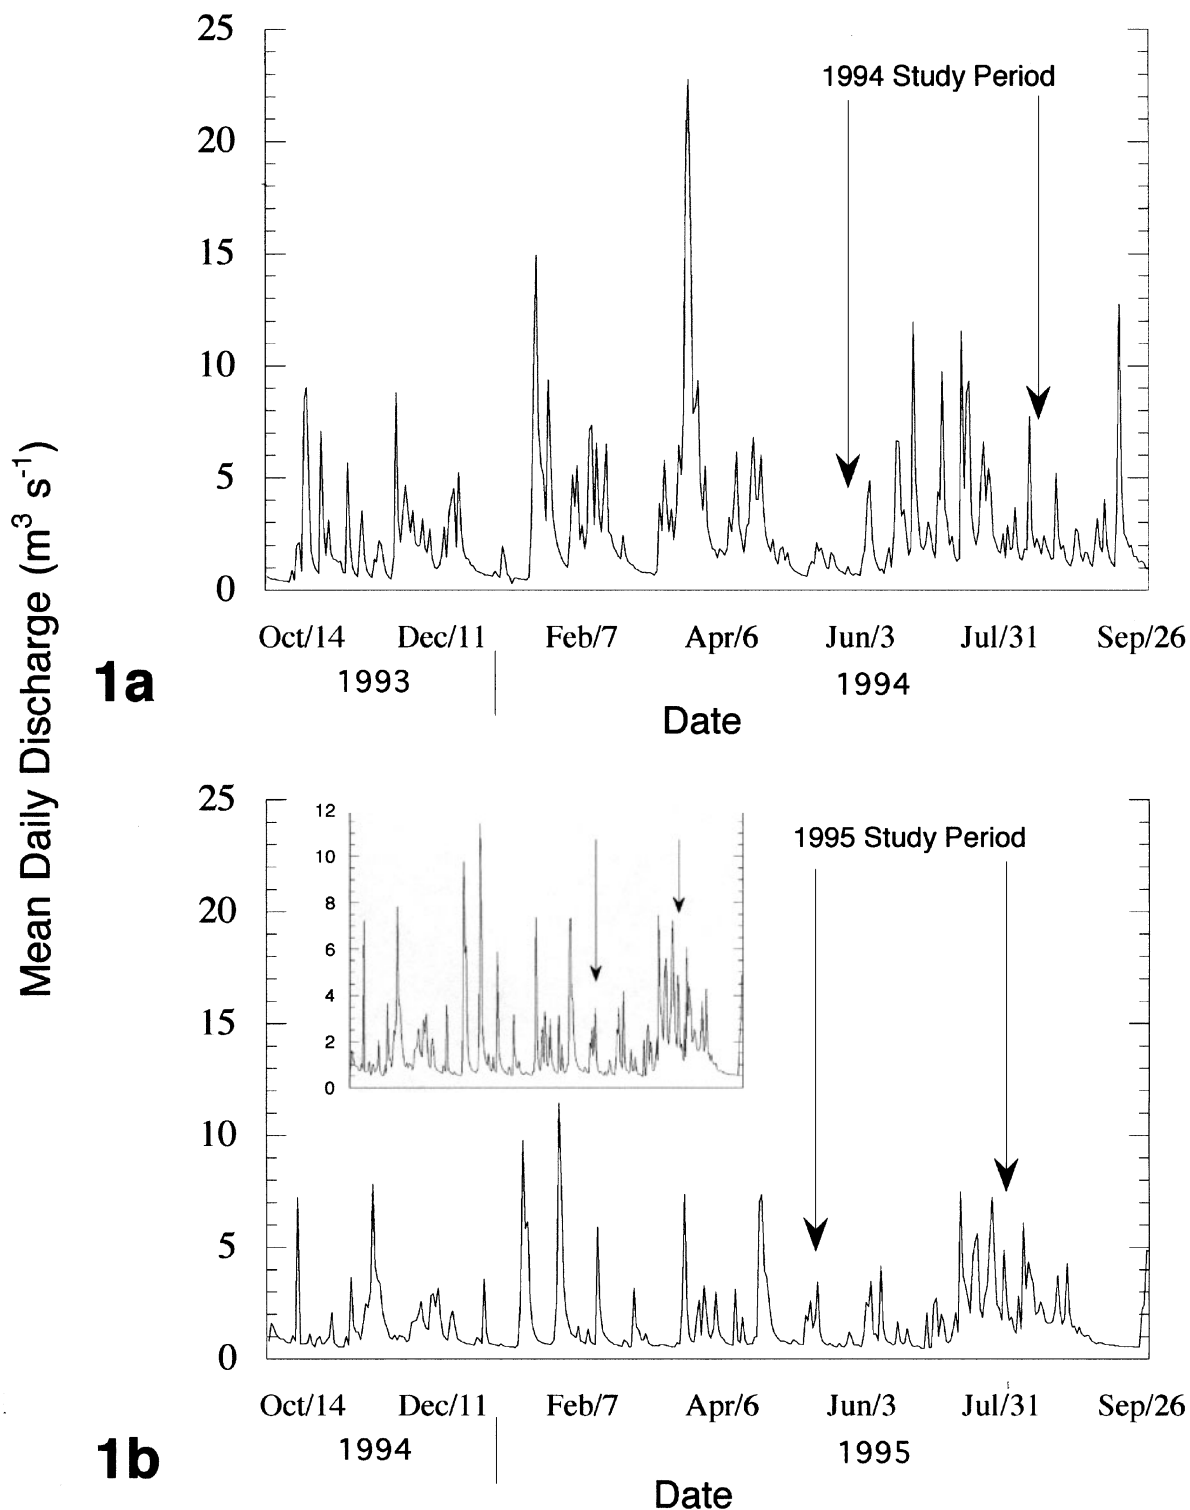 25
20
15
10
5
0
1994 Study Period
Oct/14 Dec/11 Feb/7 Apr/6 Jun/3 Jul/31 Sep/26
1993 1994
1a
Date
Mean Daily Discharge (m³ s⁻¹)
25
20
15
10
5
0
12
10
8
6
4
2
0
1995 Study Period
Oct/14 Dec/11 Feb/7 Apr/6 Jun/3 Jul/31 Sep/26
1994 1995
1b
Date